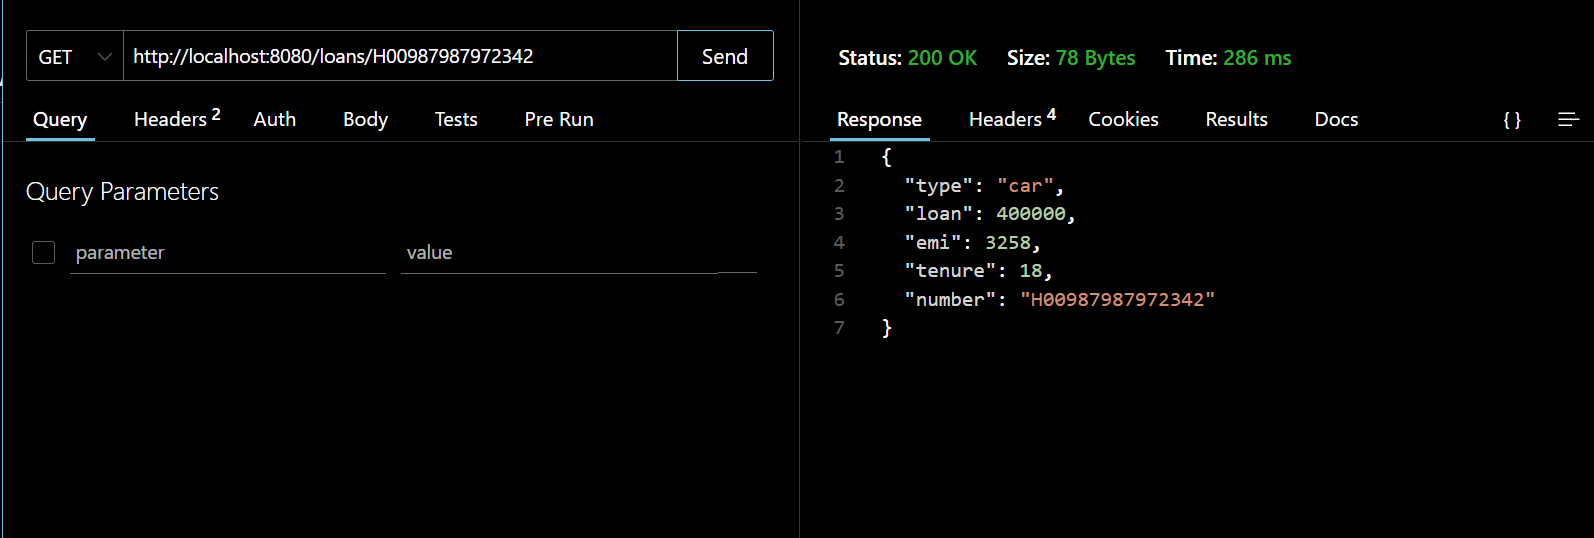 GET http://localhost:8080/loans/H00987987972342 Send
Query Headers 2 Auth Body Tests Pre Run
Query Parameters
parameter value
Status: 200 OK Size: 78 Bytes Time: 286 ms
Response Headers 4 Cookies Results Docs { }
1 {
2 "type": "car",
3 "loan": 400000,
4 "emi": 3258,
5 "tenure": 18,
6 "number": "H00987987972342"
7 }